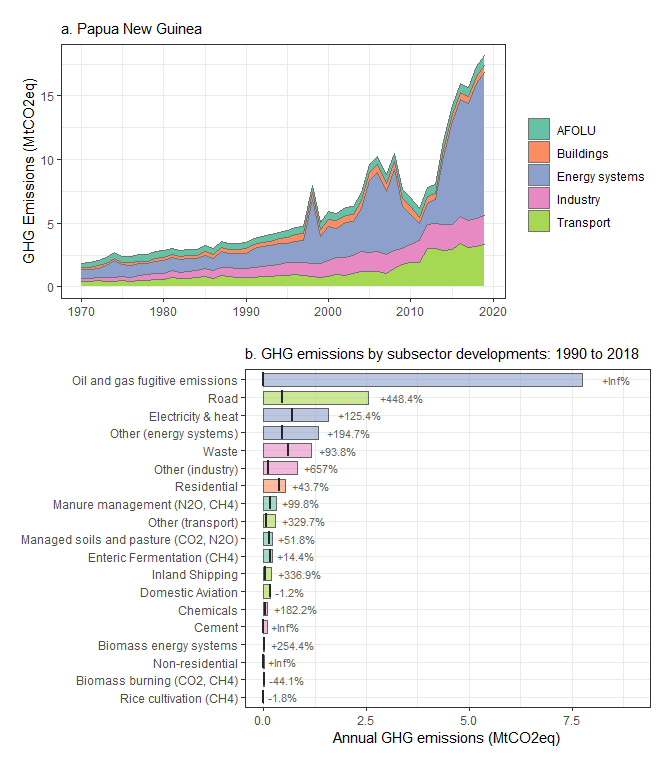 a. Papua New Guinea
GHG Emissions (MtCO2eq)
15
10
5
0
1970
1980
1990
2000
2010
2020
AFOLU
Buildings
Energy systems
Industry
Transport
b. GHG emissions by subsector developments: 1990 to 2018
Oil and gas fugitive emissions +Inf%
Road +448.4%
Electricity & heat +125.4%
Other (energy systems) +194.7%
Waste +93.8%
Other (industry) +657%
Residential +43.7%
Manure management (N2O, CH4) +99.8%
Other (transport) +329.7%
Managed soils and pasture (CO2, N2O) +51.8%
Enteric Fermentation (CH4) +14.4%
Inland Shipping +336.9%
Domestic Aviation -1.2%
Chemicals +182.2%
Cement +Inf%
Biomass energy systems +254.4%
Non-residential +Inf%
Biomass burning (CO2, CH4) -44.1%
Rice cultivation (CH4) -1.8%
0.0
2.5
5.0
7.5
Annual GHG emissions (MtCO2eq)